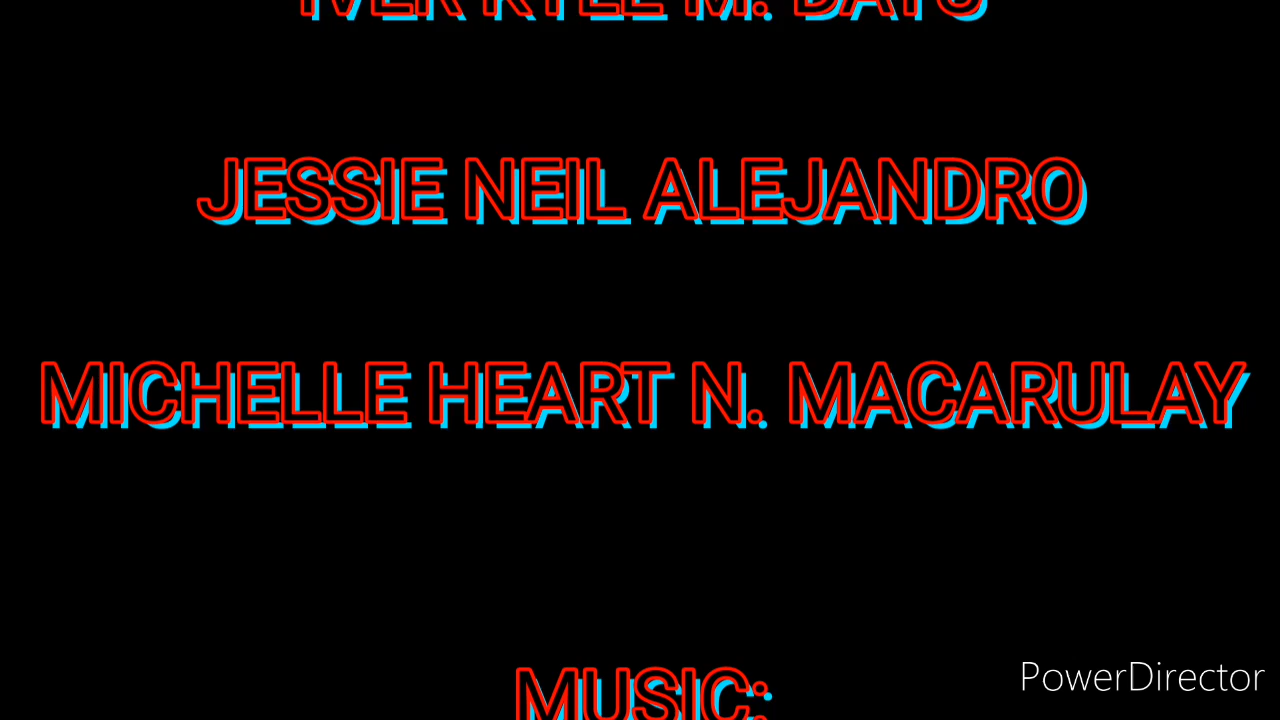 JESSIE NEIL ALEJANDRO
MICHELLE HEART N. MACARULAY
MUSIC:
PowerDirector